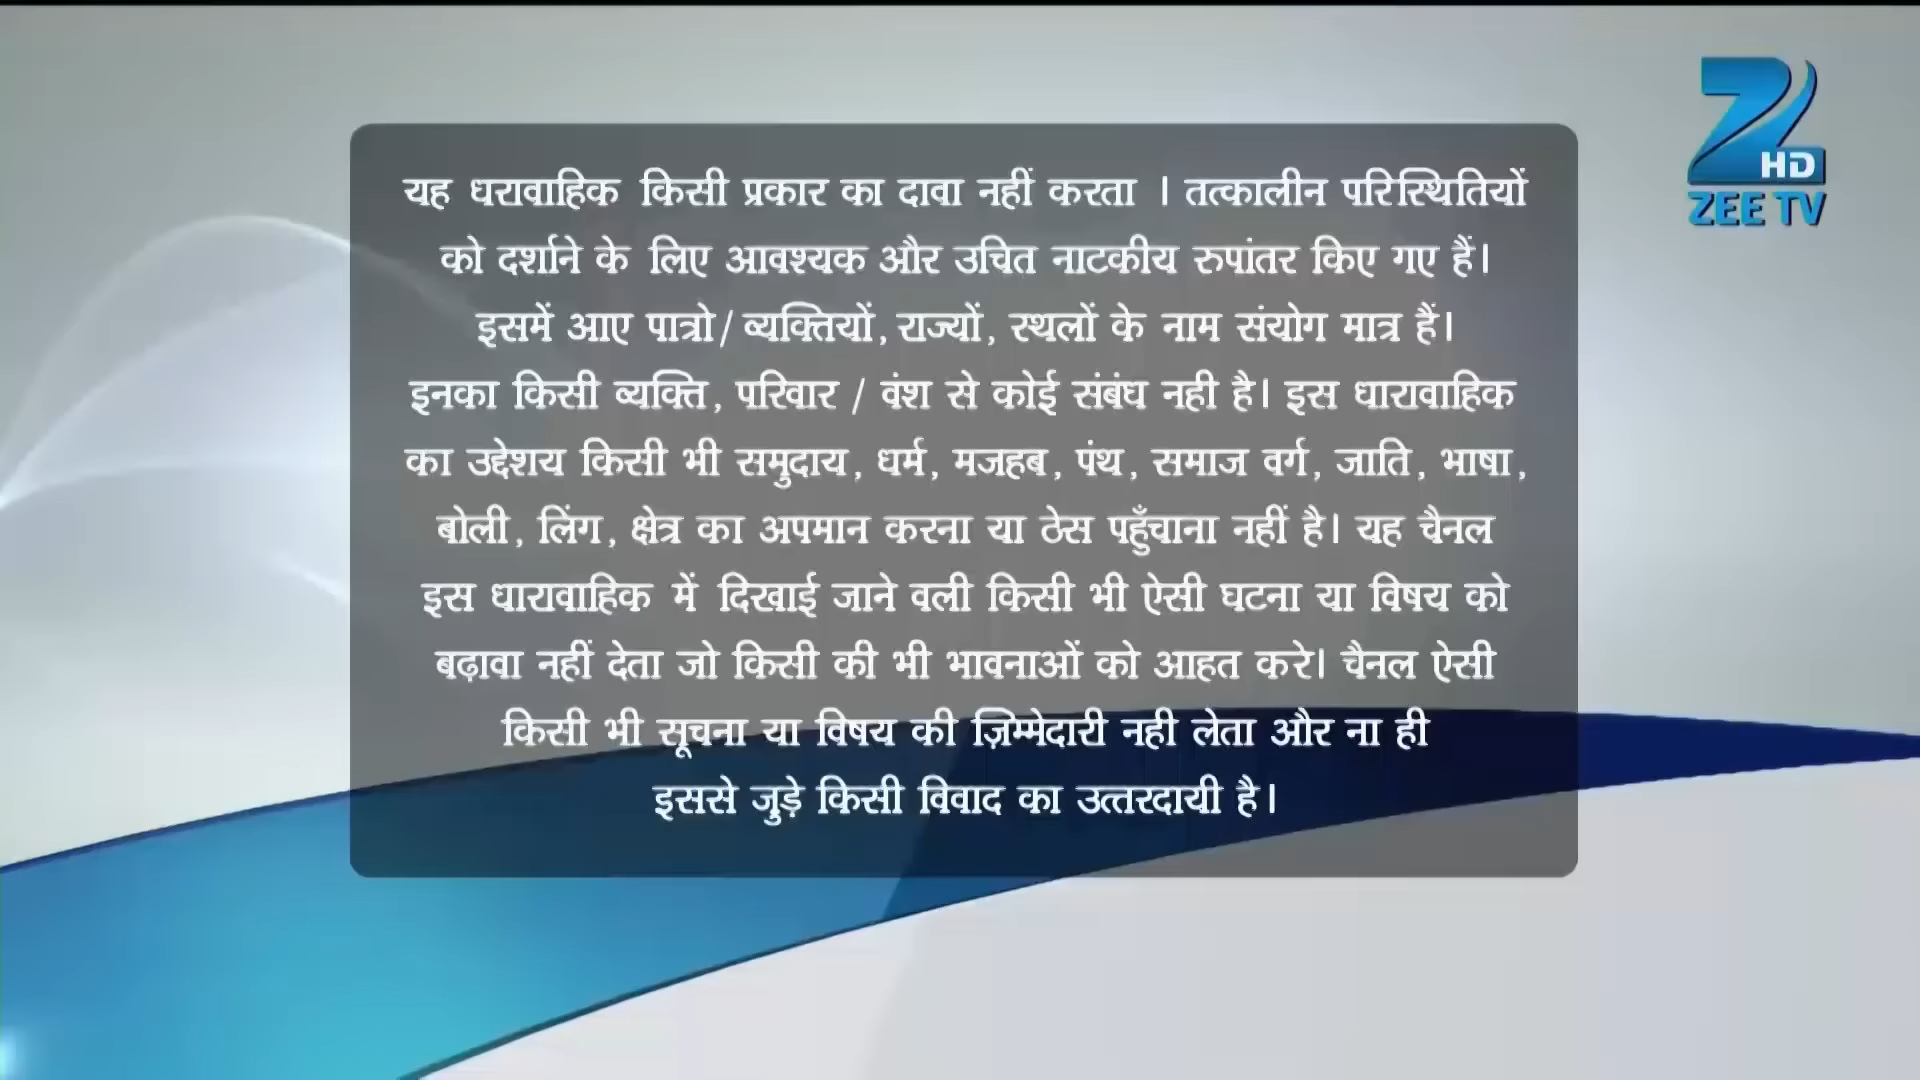 यह धरावाहिक किसी प्रकार का दावा नहीं करता । तत्कालीन परिस्थितियों
को दर्शाने के लिए आवश्यक और उचित नाटकीय रुपांतर किए गए हैं।
इसमें आए पात्रो/ व्यक्तियों, राज्यों, स्थलों के नाम संयोग मात्र हैं।
इनका किसी व्यक्ति, परिवार / वंश से कोई संबंध नही है। इस धारावाहिक
का उद्देशय किसी भी समुदाय, धर्म, मजहब, पंथ, समाज वर्ग, जाति, भाषा,
बोली, लिंग, क्षेत्र का अपमान करना या ठेस पहुँचाना नहीं है। यह चैनल
इस धारावाहिक में दिखाई जाने वली किसी भी ऐसी घटना या विषय को
बढ़ावा नहीं देता जो किसी की भी भावनाओं को आहत करे। चैनल ऐसी
किसी भी सूचना या विषय की ज़िम्मेदारी नही लेता और ना ही
इससे जुड़े किसी विवाद का उत्तरदायी है।
HD
ZEE TV